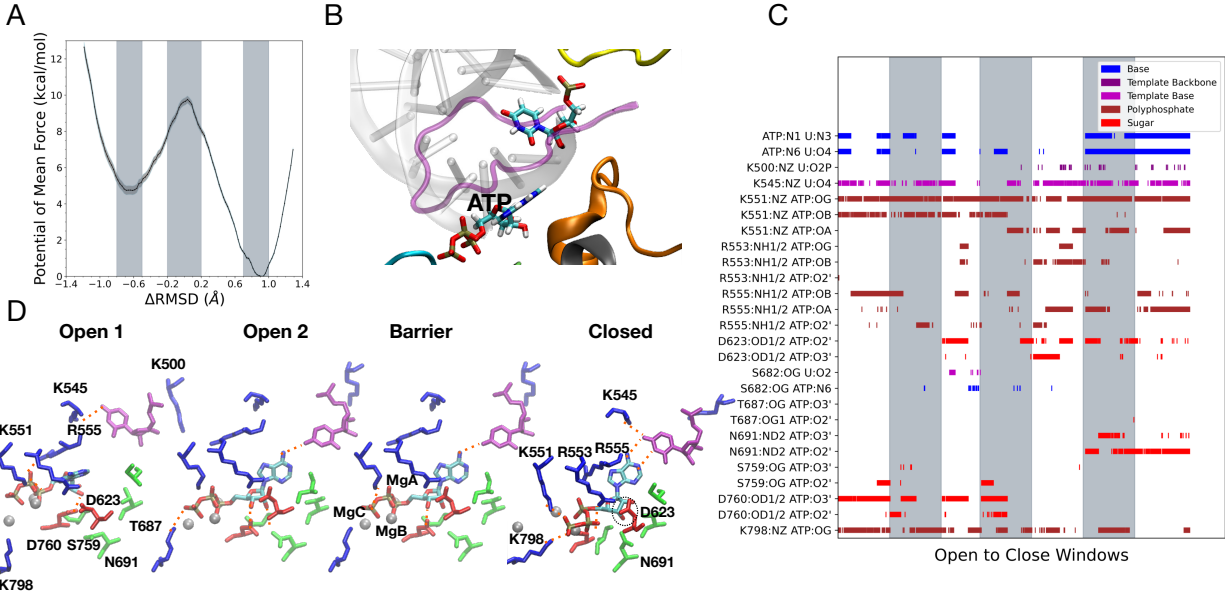 A
B
C
D
Potential of Mean Force (kcal/mol)
12
10
8
6
4
2
0
−1.4 −1.0 −0.6 −0.2 0.2 0.6 1.0 1.4
ΔRMSD (Å)
ATP
Base
Template Backbone
Template Base
Polyphosphate
Sugar
ATP:N1 U:N3
ATP:N6 U:O4
K500:NZ U:O2P
K545:NZ U:O4
K551:NZ ATP:OG
K551:NZ ATP:OB
K551:NZ ATP:OA
R553:NH1/2 ATP:OG
R553:NH1/2 ATP:OB
R553:NH1/2 ATP:O2'
R555:NH1/2 ATP:OB
R555:NH1/2 ATP:OA
R555:NH1/2 ATP:O2'
D623:OD1/2 ATP:O2'
D623:OD1/2 ATP:O3'
S682:OG U:O2
S682:OG ATP:N6
T687:OG ATP:O3'
T687:OG1 ATP:O2'
N691:ND2 ATP:O3'
N691:ND2 ATP:O2'
S759:OG ATP:O3'
S759:OG ATP:O2'
D760:OD1/2 ATP:O3'
D760:OD1/2 ATP:O2'
K798:NZ ATP:OG
Open to Close Windows
Open 1
Open 2
Barrier
Closed
K500
K545
K551
R555
D623
T687
D760 S759
N691
K798
MgA
MgC
MgB
K545
K551 R553 R555
D623
K798
N691